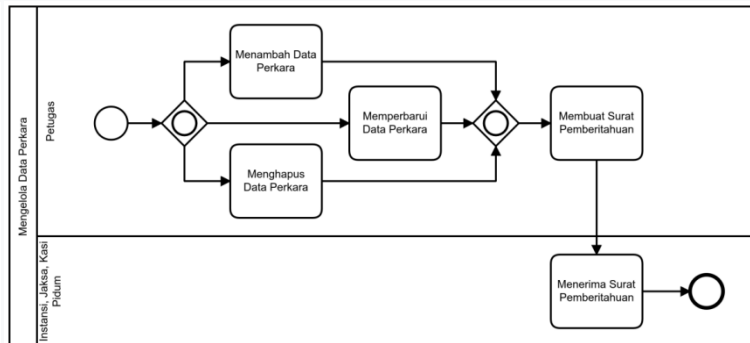 Mengelola Data Perkara
Petugas
Menambah Data
Perkara
Memperbarui
Data Perkara
Menghapus
Data Perkara
Membuat Surat
Pemberitahuan
Instansi, Jaksa, Kasi
Pidum
Menerima Surat
Pemberitahuan